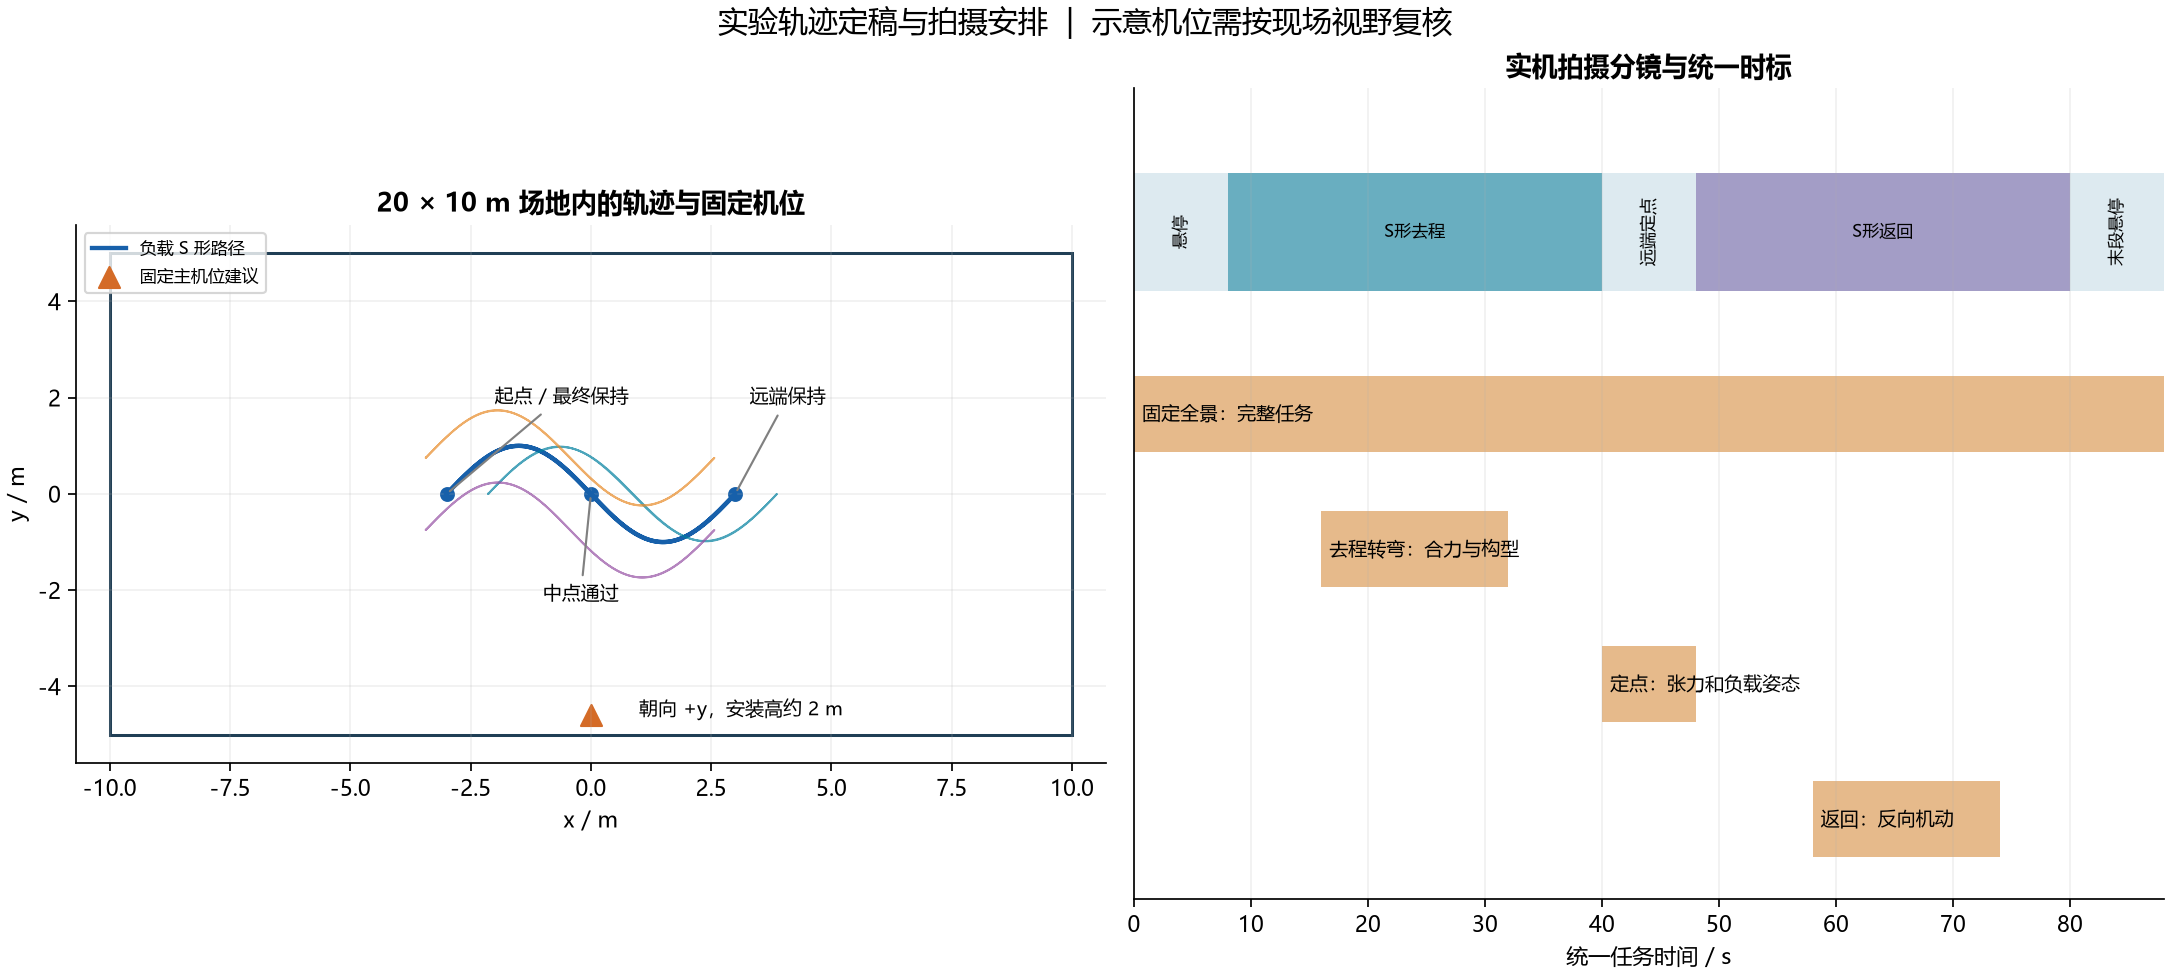 实验轨迹定稿与拍摄安排 | 示意机位需按现场视野复核
20 × 10 m 场地内的轨迹与固定机位
负载 S 形路径
固定主机位建议
起点 / 最终保持
远端保持
中点通过
朝向 +y，安装高约 2 m
4
2
0
-2
-4
y / m
-10.0 -7.5 -5.0 -2.5 0.0 2.5 5.0 7.5 10.0
x / m
实机拍摄分镜与统一时标
悬停
S形去程
远端定点
S形返回
末段悬停
固定全景：完整任务
去程转弯：合力与构型
定点：张力和负载姿态
返回：反向机动
0 10 20 30 40 50 60 70 80
统一任务时间 / s